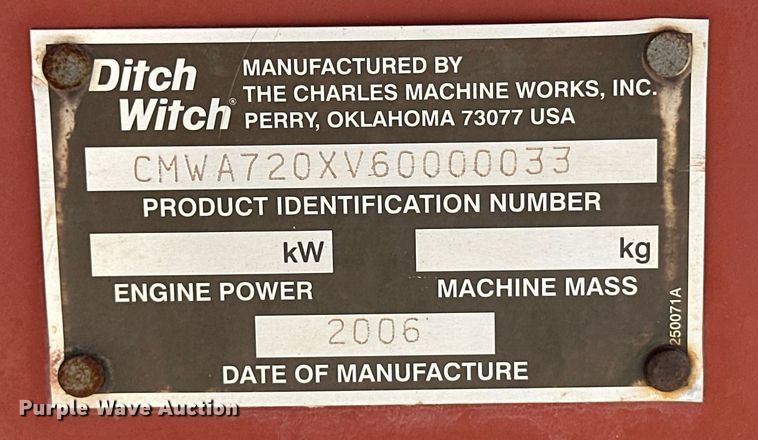 Ditch
Witch®
MANUFACTURED BY
THE CHARLES MACHINE WORKS, INC.
PERRY, OKLAHOMA 73077 USA
CMWA720XV60000033
PRODUCT IDENTIFICATION NUMBER
kW
kg
ENGINE POWER
MACHINE MASS
2006
DATE OF MANUFACTURE
250071A
Purple Wave Auction